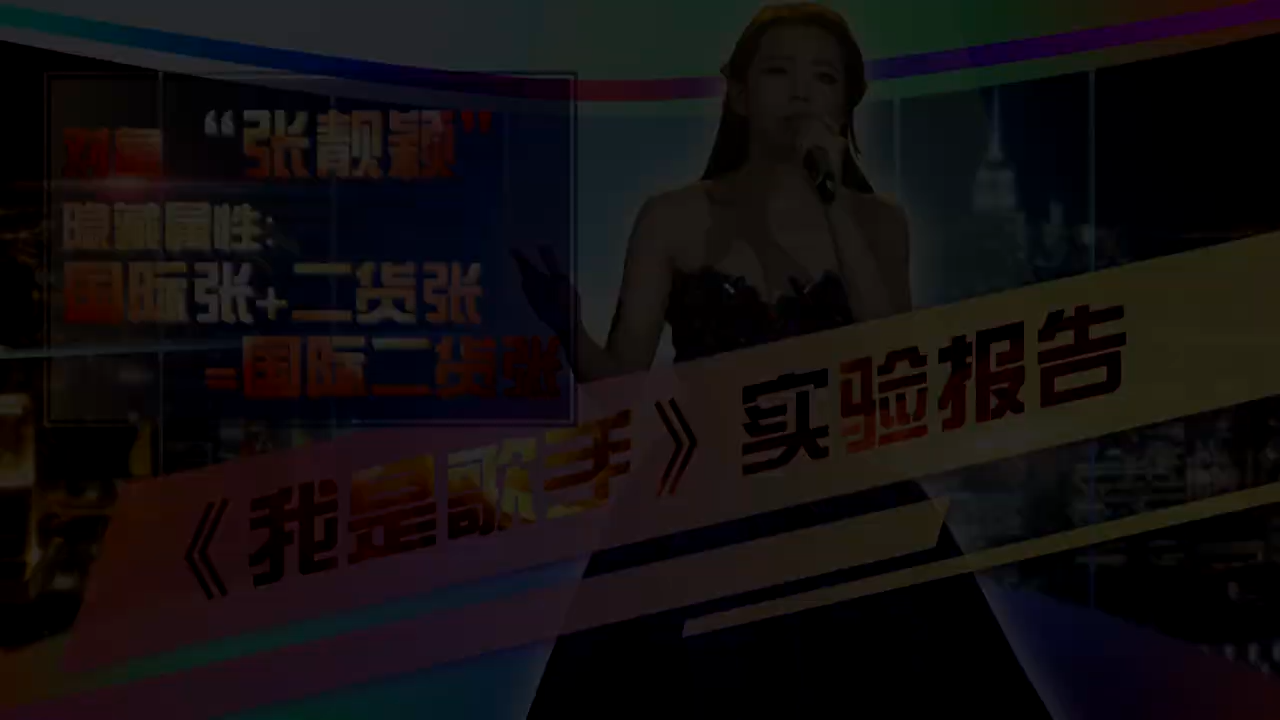 对象 “张靓颖”
隐藏属性:
国际张+二货张
=国际二货张
《我是歌手》实验报告